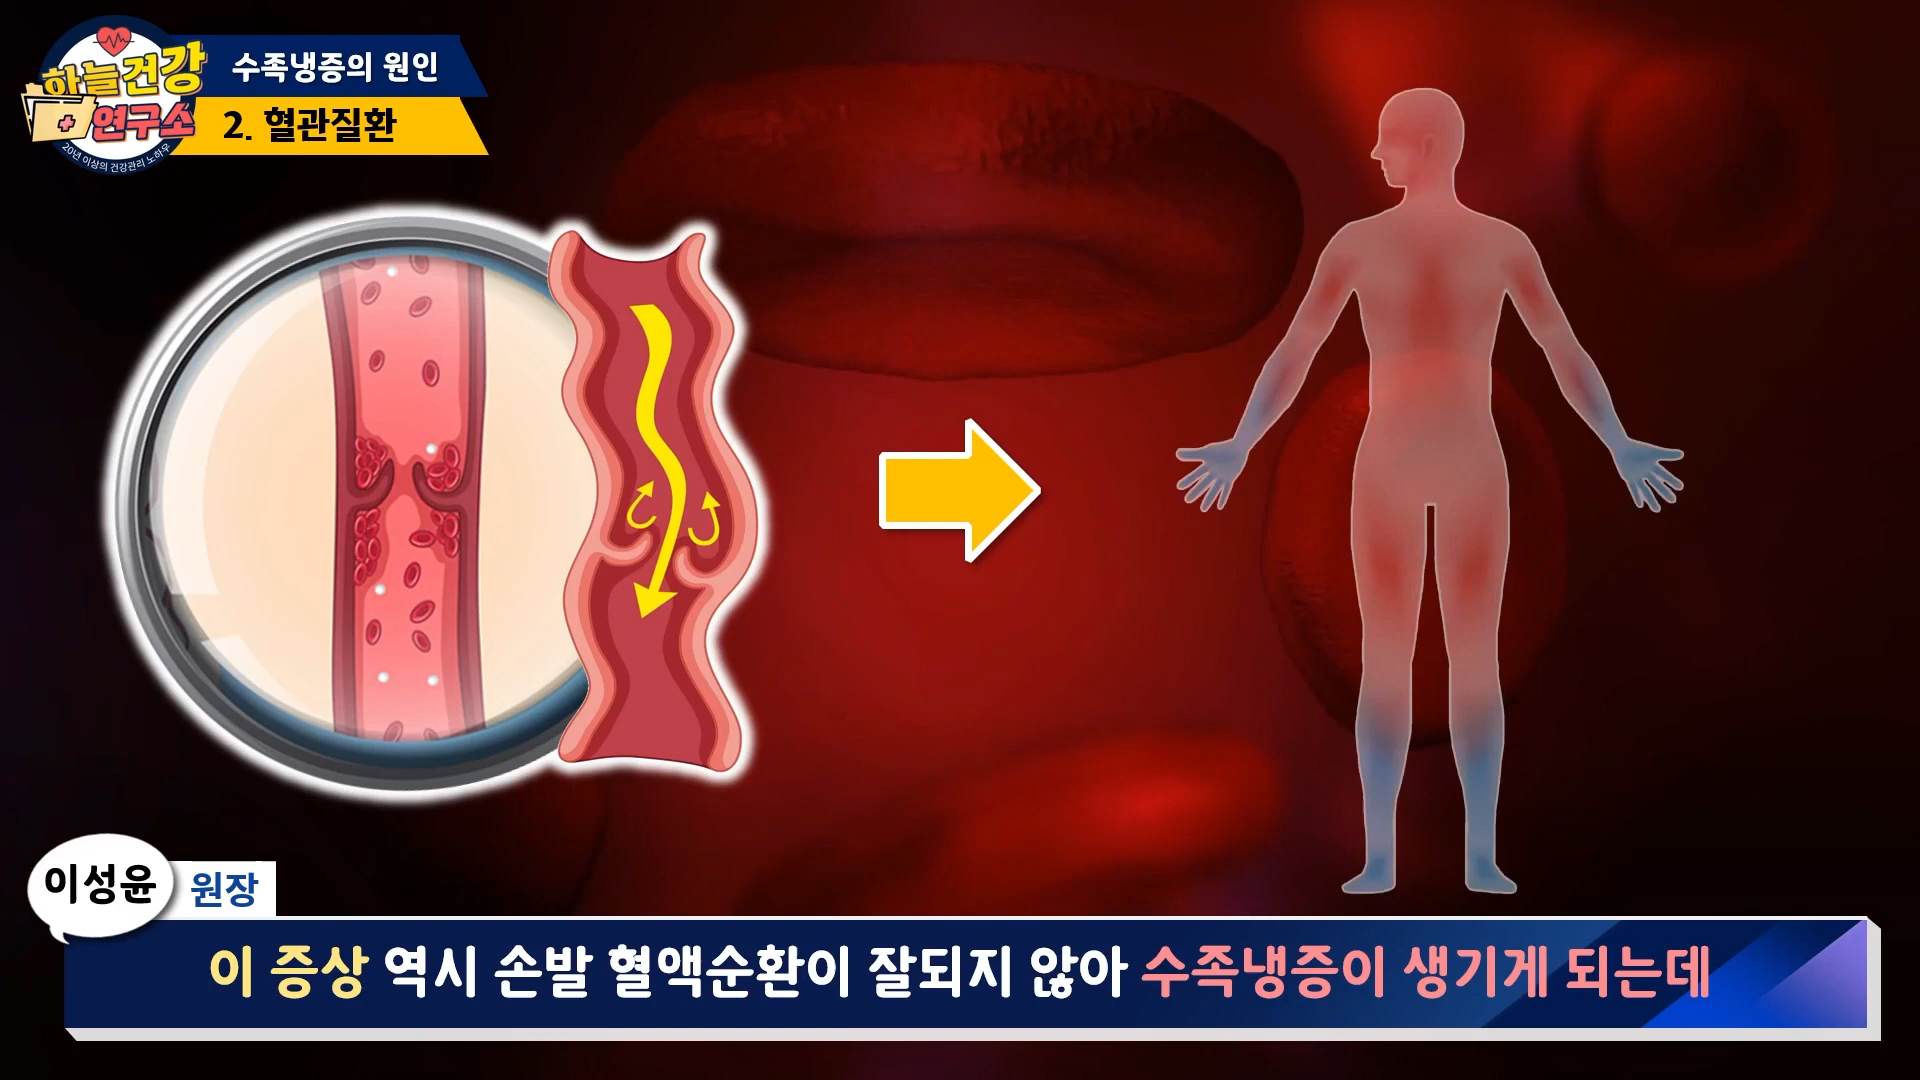 하늘건강
연구소
20년 이상의 건강관리 노하우
수족냉증의 원인
2. 혈관질환
이성윤 원장
이 증상 역시 손발 혈액순환이 잘되지 않아 수족냉증이 생기게 되는데